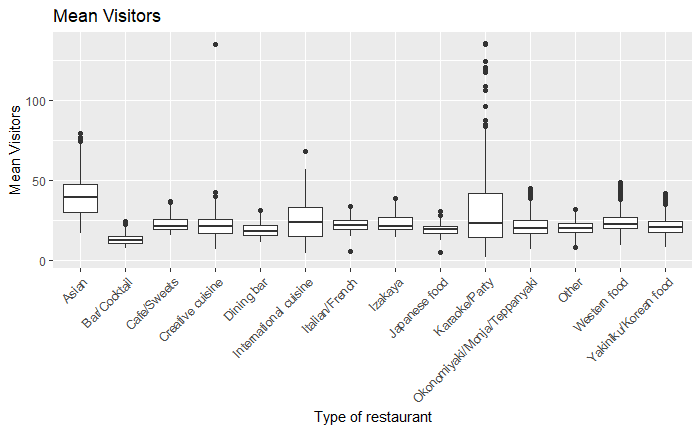 Mean Visitors
Mean Visitors
100
50
0
Asian
Bar/Cocktail
Cafe/Sweets
Creative cuisine
Dining bar
International cuisine
Italian/French
Izakaya
Japanese food
Karaoke/Party
Okonomiyaki/Monja/Teppanyaki
Other
Western food
Yakiniku/Korean food
Type of restaurant